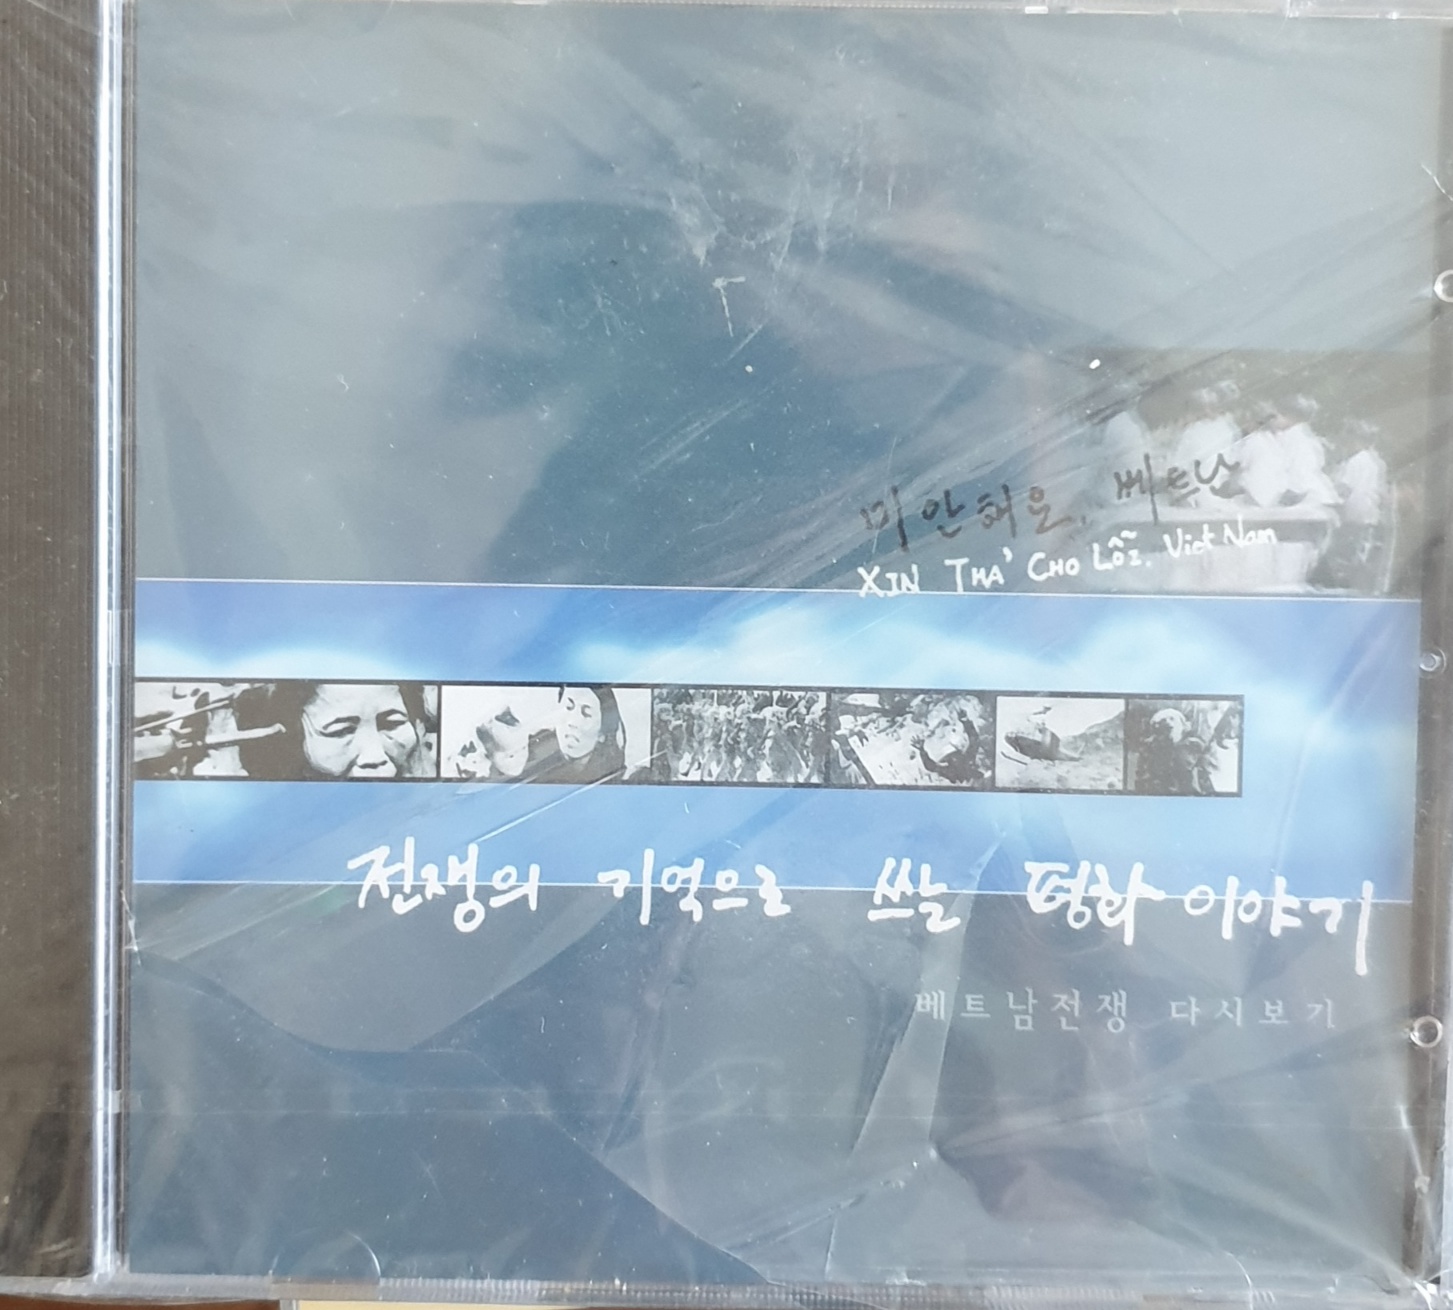 미안해요, 베트남
XIN THA' CHO LỖI, Viet Nam
전쟁의 기억으로 쓰는 평화 이야기
베트남전쟁 다시보기